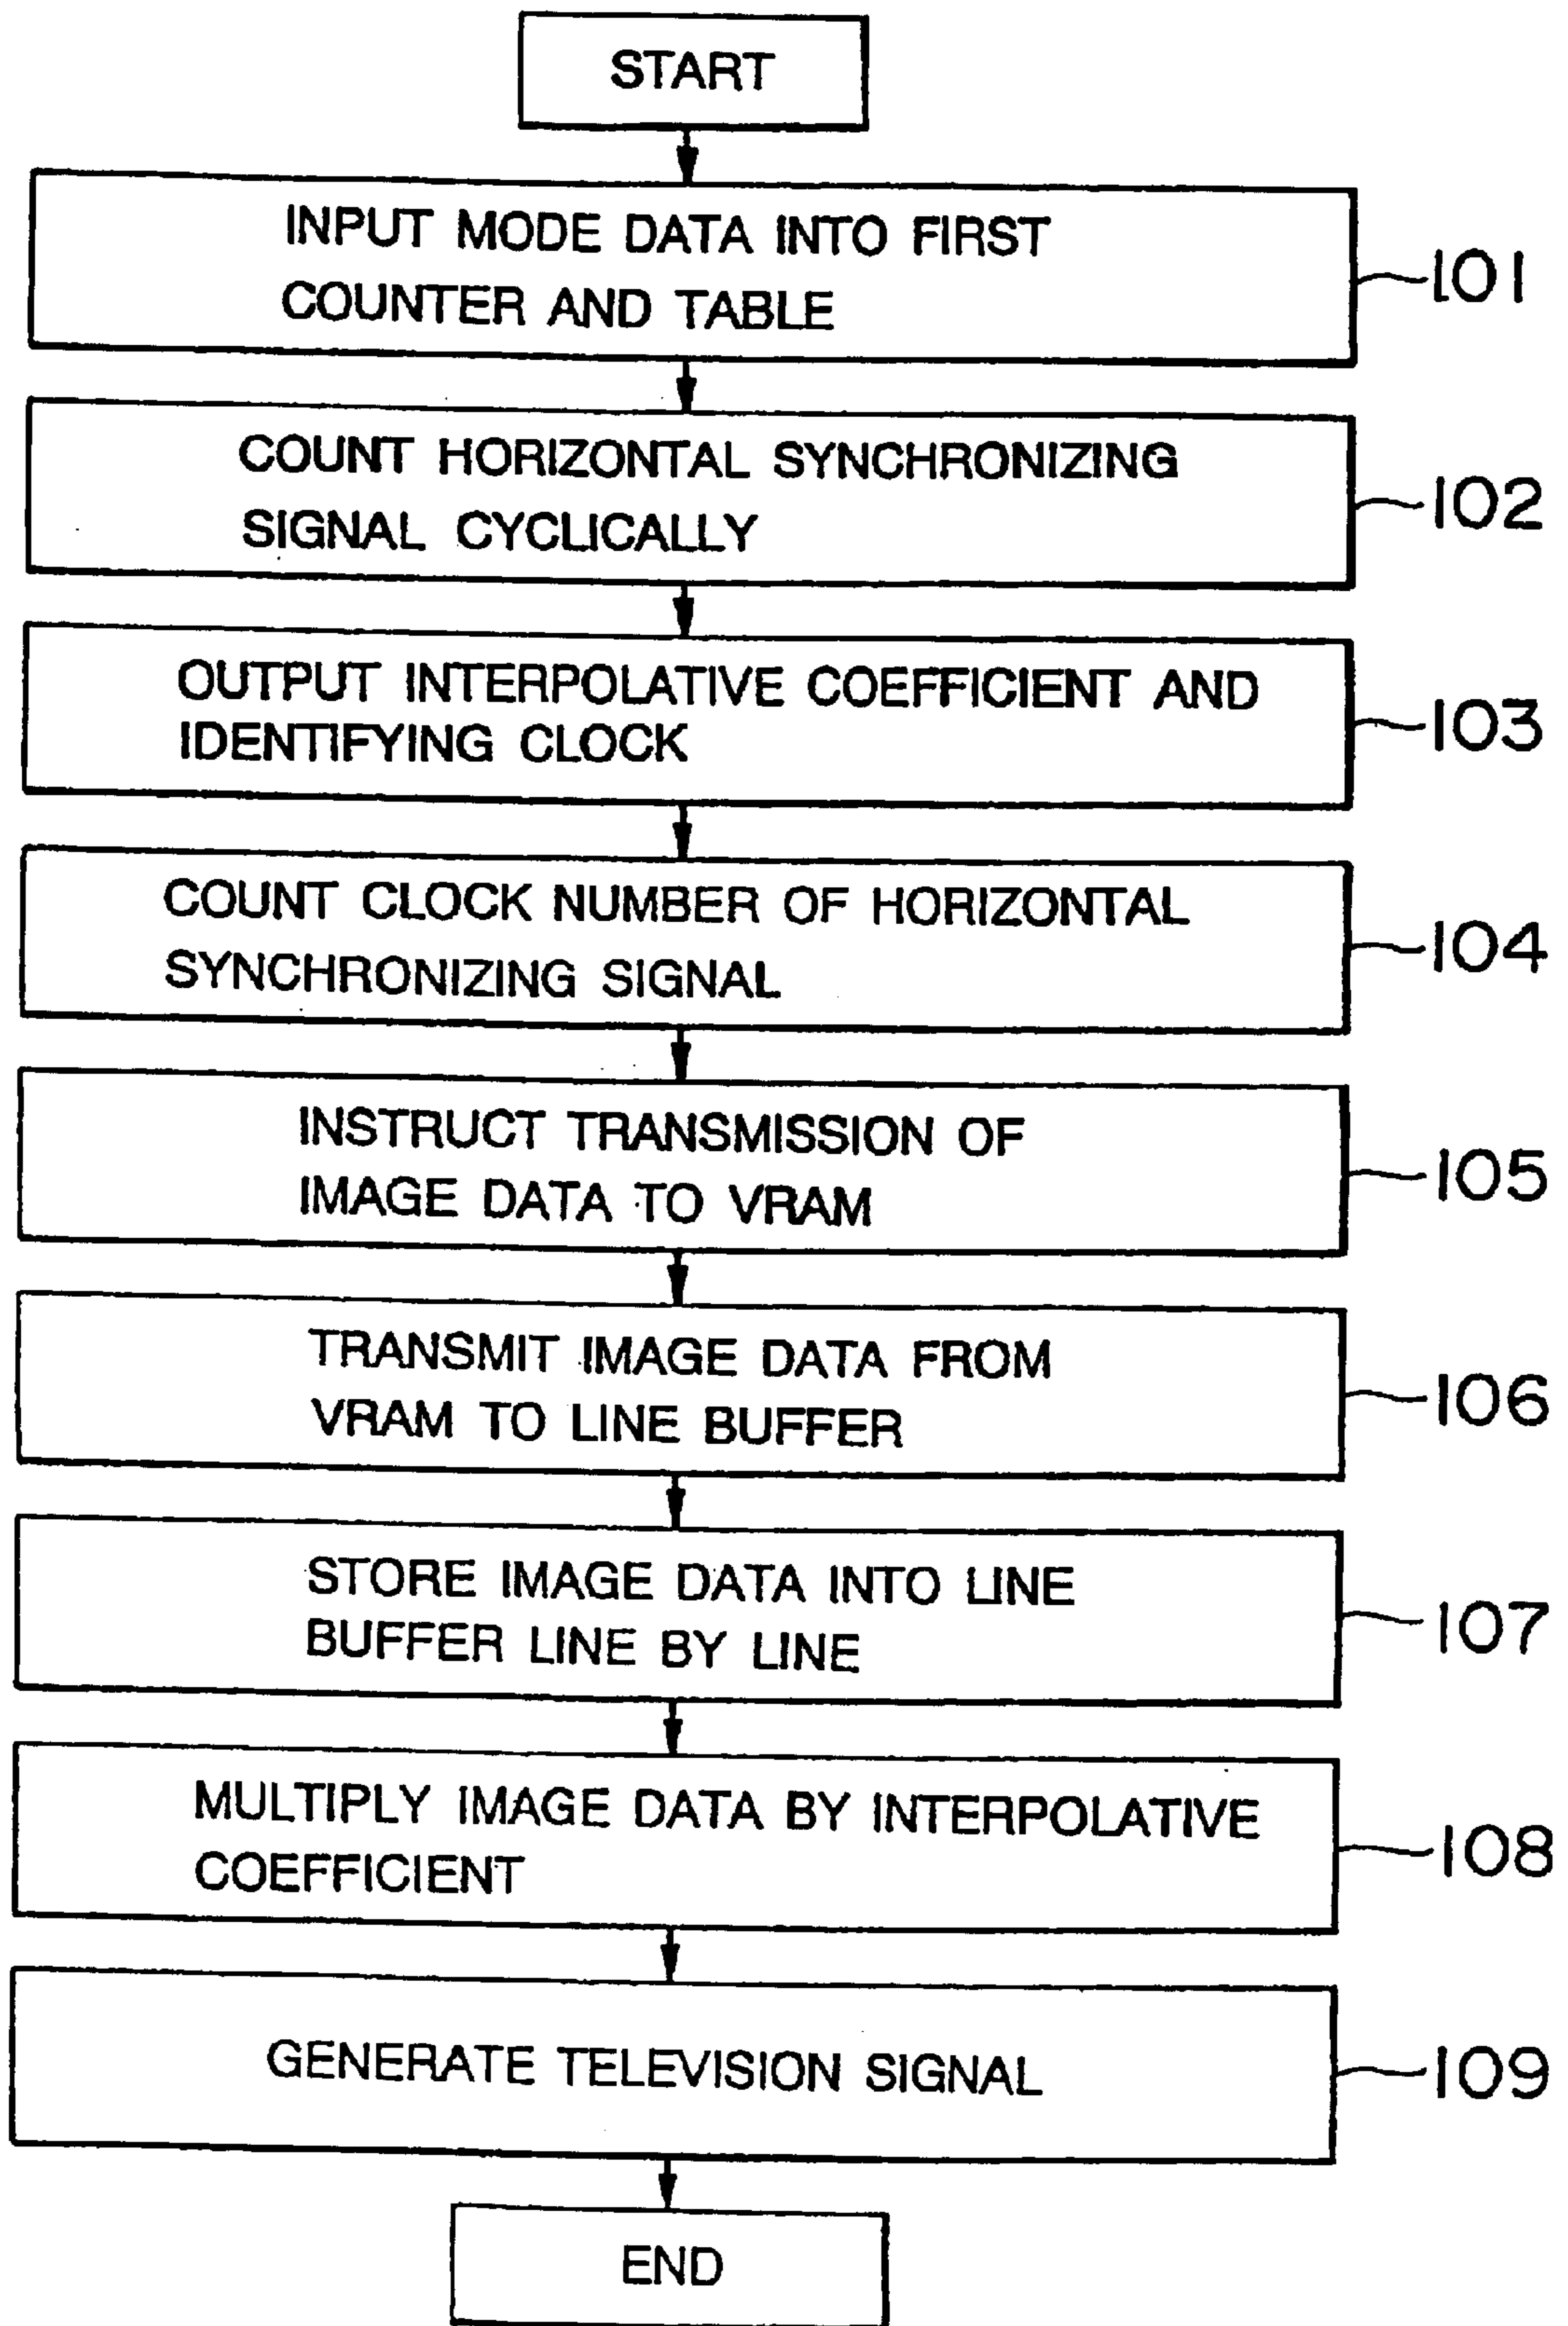 START
INPUT MODE DATA INTO FIRST
COUNTER AND TABLE
101
COUNT HORIZONTAL SYNCHRONIZING
SIGNAL CYCLICALLY
102
OUTPUT INTERPOLATIVE COEFFICIENT AND
IDENTIFYING CLOCK
103
COUNT CLOCK NUMBER OF HORIZONTAL
SYNCHRONIZING SIGNAL
104
INSTRUCT TRANSMISSION OF
IMAGE DATA TO VRAM
105
TRANSMIT IMAGE DATA FROM
VRAM TO LINE BUFFER
106
STORE IMAGE DATA INTO LINE
BUFFER LINE BY LINE
107
MULTIPLY IMAGE DATA BY INTERPOLATIVE
COEFFICIENT
108
GENERATE TELEVISION SIGNAL
109
END